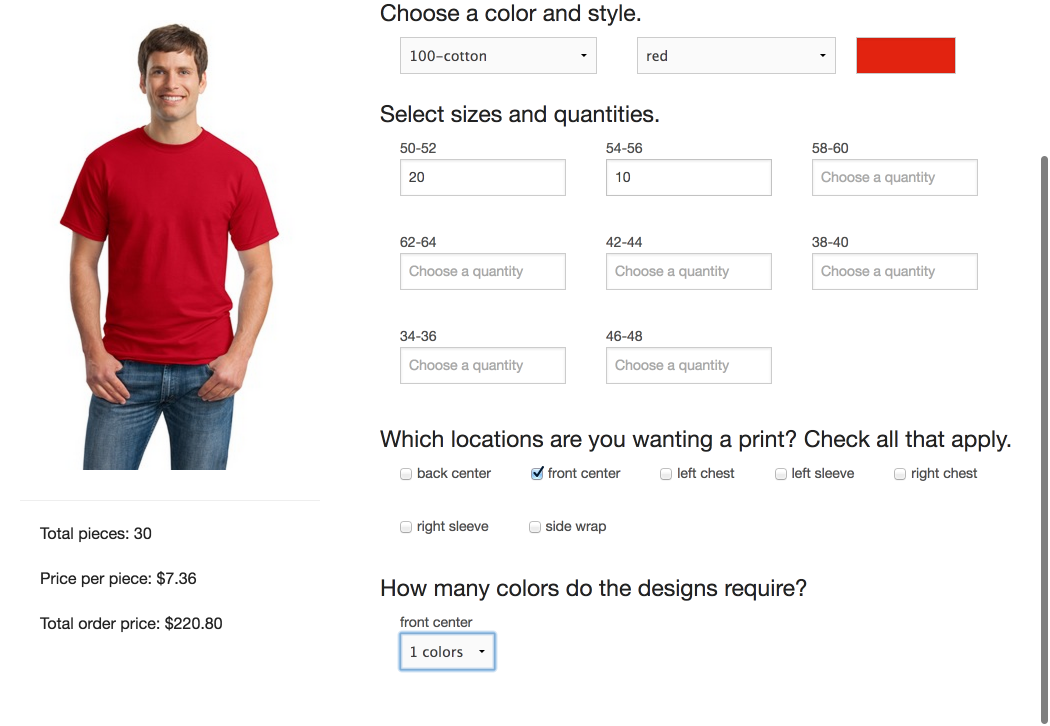 Choose a color and style.
100-cotton red
Select sizes and quantities.
50-52 54-56 58-60
20 10 Choose a quantity
62-64 42-44 38-40
Choose a quantity Choose a quantity Choose a quantity
34-36 46-48
Choose a quantity Choose a quantity
Which locations are you wanting a print? Check all that apply.
back center front center left chest left sleeve right chest
right sleeve side wrap
How many colors do the designs require?
front center
1 colors
Total pieces: 30
Price per piece: $7.36
Total order price: $220.80